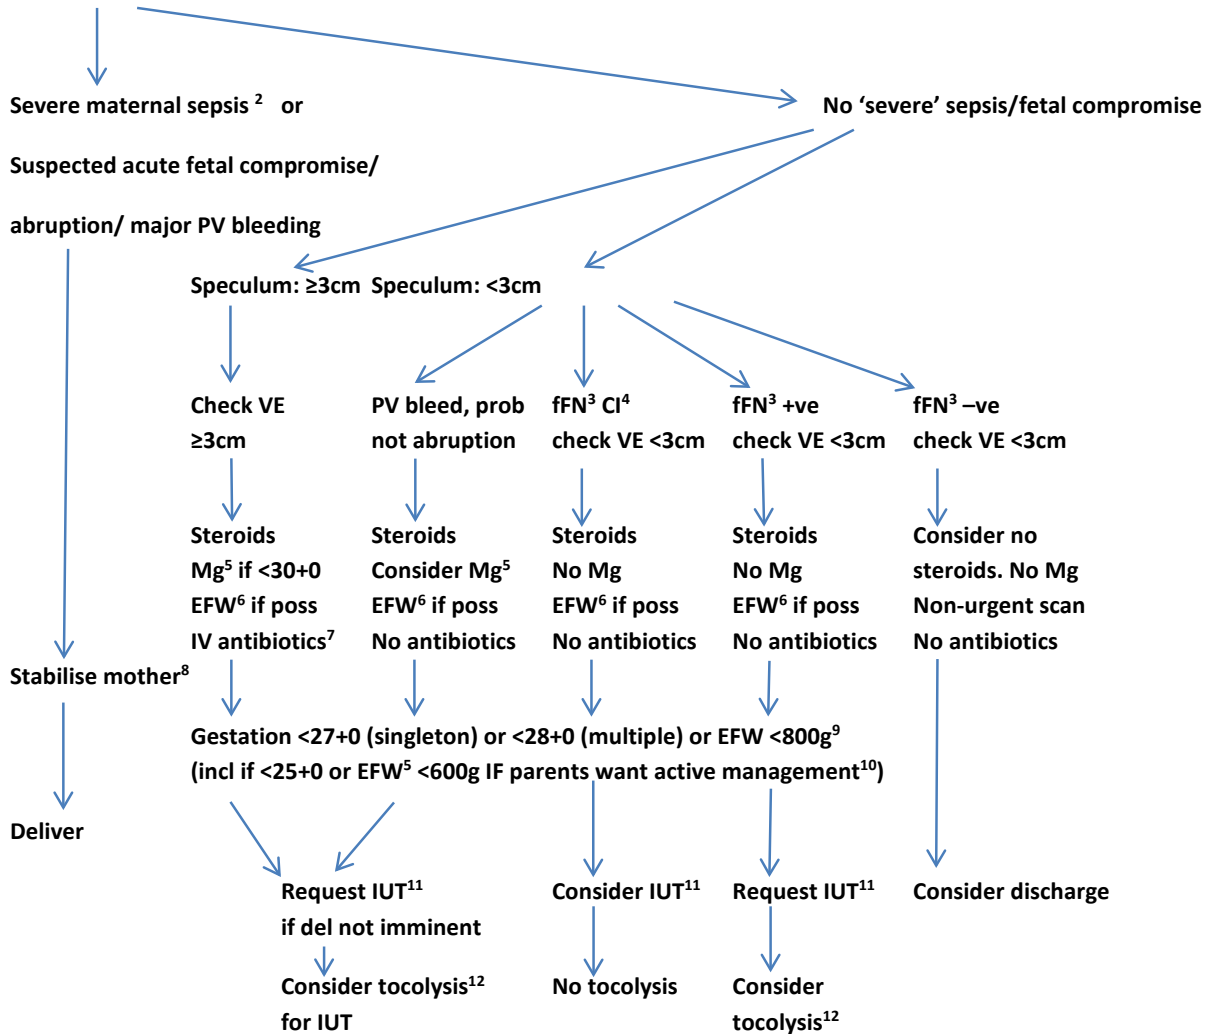 Severe maternal sepsis ² or
No ‘severe’ sepsis/fetal compromise
Suspected acute fetal compromise/
abruption/ major PV bleeding
Speculum: ≥3cm Speculum: <3cm
Check VE
≥3cm
PV bleed, prob
not abruption
fFN³ CI⁴
check VE <3cm
fFN³ +ve
check VE <3cm
fFN³ –ve
check VE <3cm
Steroids
Mg⁵ if <30+0
EFW⁶ if poss
IV antibiotics⁷
Steroids
Consider Mg⁵
EFW⁶ if poss
No antibiotics
Steroids
No Mg
EFW⁶ if poss
No antibiotics
Steroids
No Mg
EFW⁶ if poss
No antibiotics
Consider no
steroids. No Mg
Non-urgent scan
No antibiotics
Stabilise mother⁸
Gestation <27+0 (singleton) or <28+0 (multiple) or EFW <800g⁹
(incl if <25+0 or EFW⁵ <600g IF parents want active management¹⁰)
Deliver
Request IUT¹¹
if del not imminent
Consider IUT¹¹
Request IUT¹¹
Consider discharge
Consider tocolysis¹²
for IUT
No tocolysis
Consider
tocolysis¹²